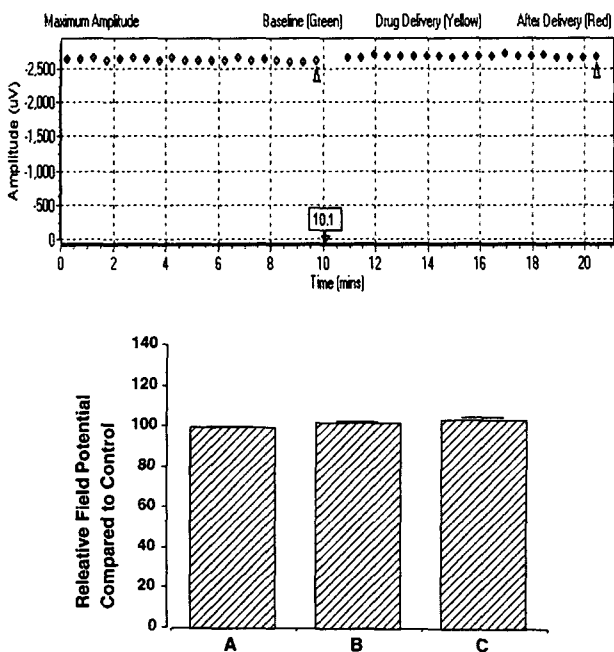 Maximum Amplitude Baseline (Green) Drug Delivery (Yellow) After Delivery (Red)
Amplitude (uV)
-2,500
-2,000
-1,500
-1,000
-500
0
10.1
0 2 4 6 8 10 12 14 16 18 20
Time (mins)
Releative Field Potential
Compared to Control
140
120
100
80
60
40
20
0
A B C